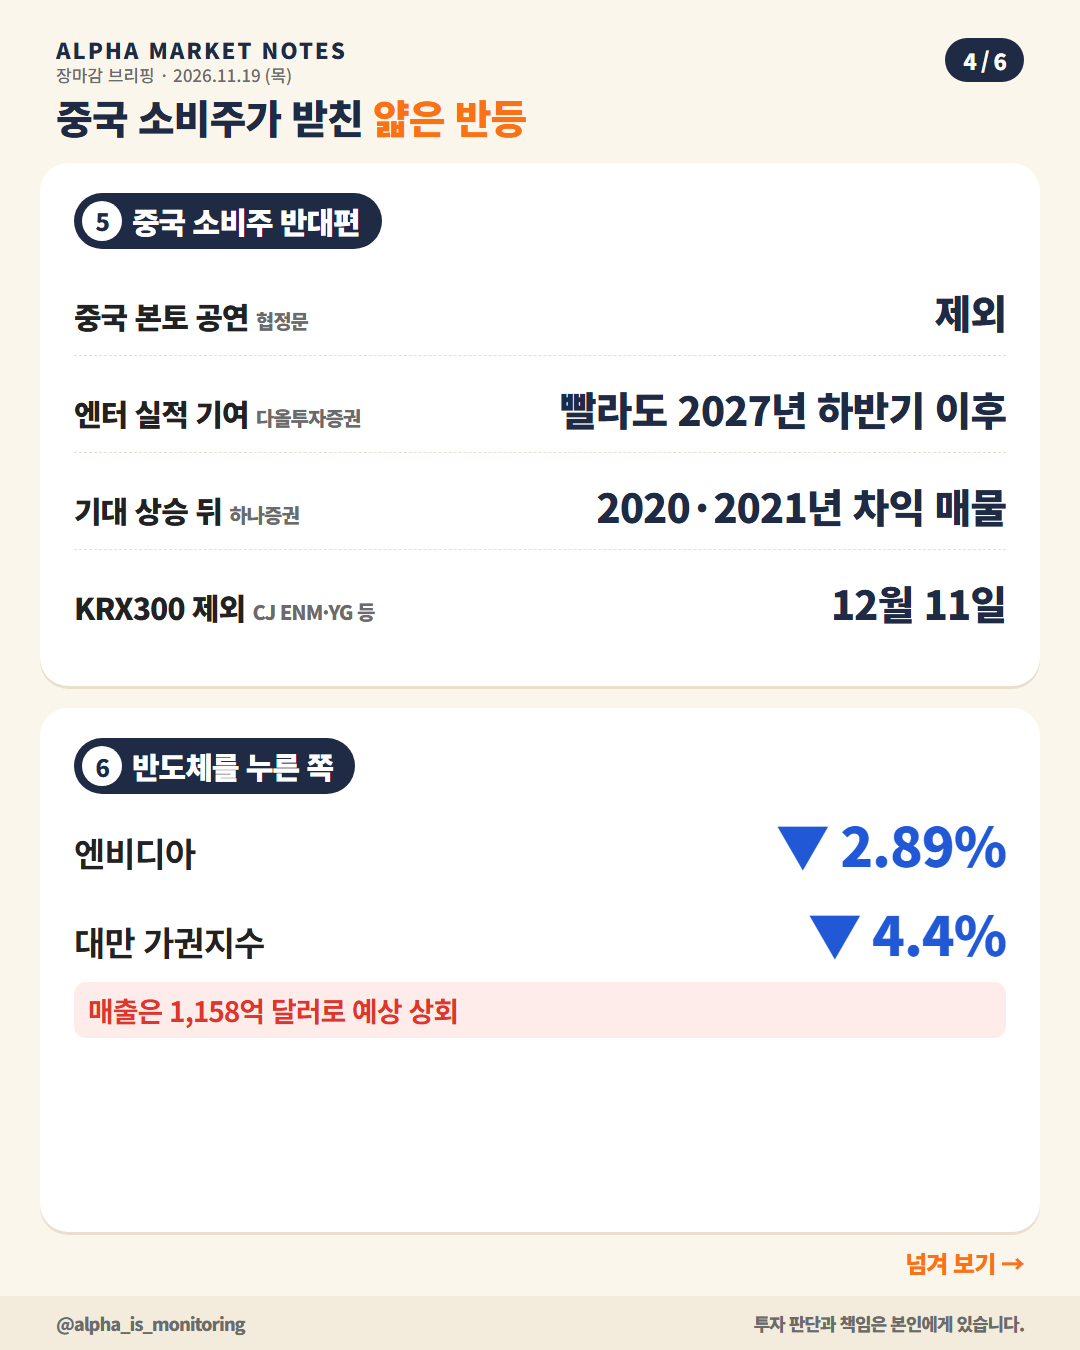 ALPHA MARKET NOTES
장마감 브리핑 · 2026.11.19 (목)
4 / 6
중국 소비주가 받친 얇은 반등
5 중국 소비주 반대편
중국 본토 공연 협정문 제외
엔터 실적 기여 다올투자증권 빨라도 2027년 하반기 이후
기대 상승 뒤 하나증권 2020·2021년 차익 매물
KRX300 제외 CJ ENM·YG 등 12월 11일
6 반도체를 누른 쪽
엔비디아 ▼ 2.89%
대만 가권지수 ▼ 4.4%
매출은 1,158억 달러로 예상 상회
넘겨 보기 →
@alpha_is_monitoring
투자 판단과 책임은 본인에게 있습니다.